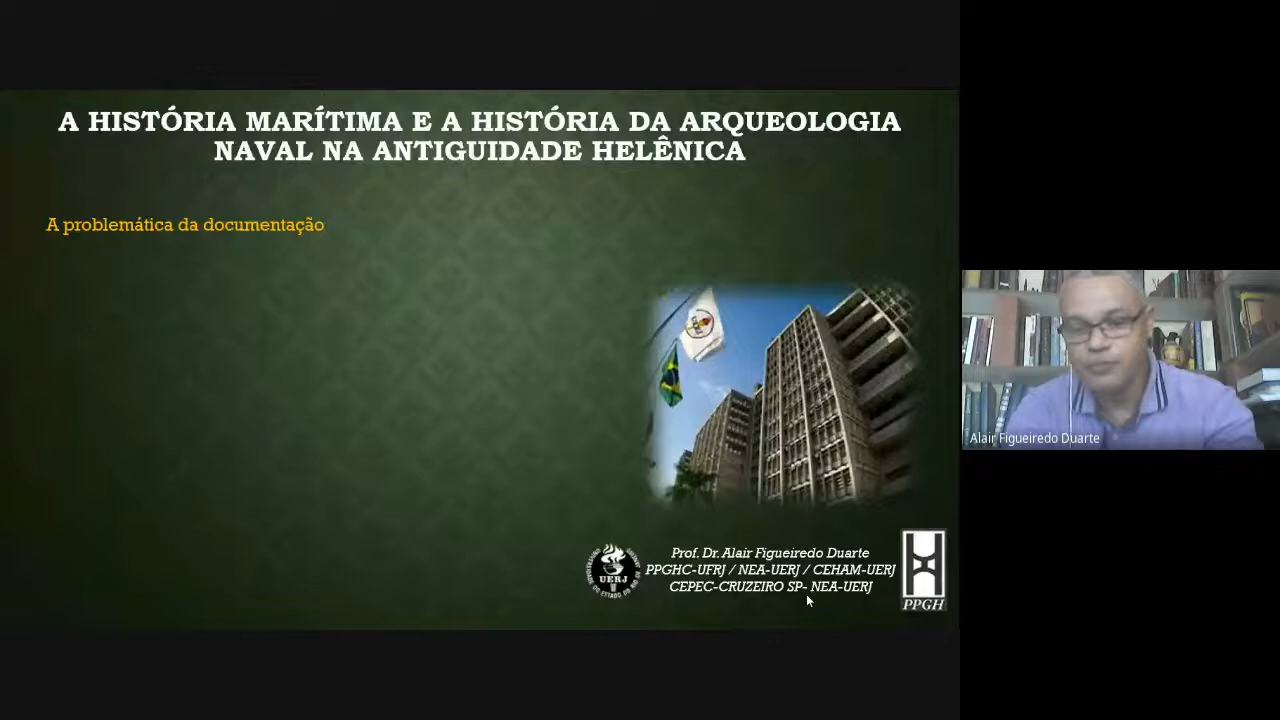 A HISTÓRIA MARÍTIMA E A HISTÓRIA DA ARQUEOLOGIA
NAVAL NA ANTIGUIDADE HELÊNICA
A problemática da documentação
Prof. Dr. Alair Figueiredo Duarte
PPGHC-UFRJ / NEA-UERJ / CEHAM-UERJ
CEPEC-CRUZEIRO SP- NEA-UERJ
UERJ
PPGH
Alair Figueiredo Duarte